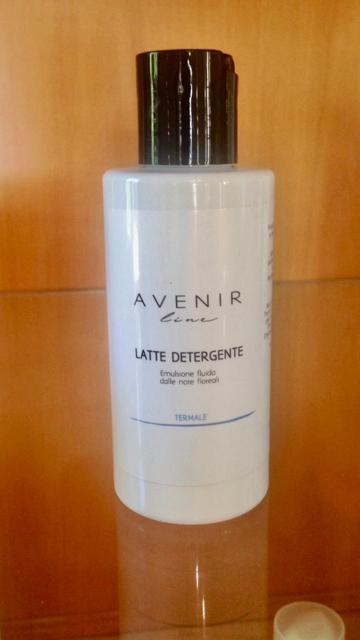 AVENIR
line
LATTE DETERGENTE
Emulsione fluida
dalle note floreali
TERMALE